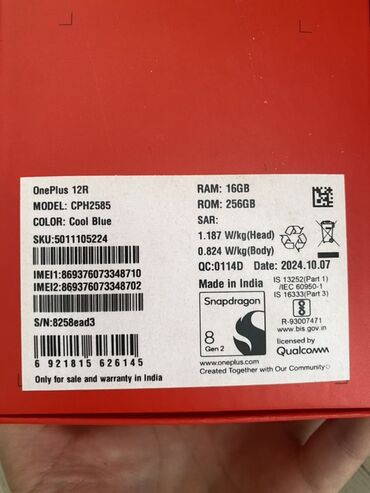 OnePlus 12R
MODEL: CPH2585
COLOR: Cool Blue
SKU:5011105224
IMEI1:869376073348710
IMEI2:869376073348702
S/N:8258ead3
6 921815 626145
Only for sale and warranty in India
RAM: 16GB
ROM: 256GB
SAR:
1.187 W/kg(Head)
0.824 W/kg(Body)
QC:0114D Date: 2024.10.07
Made in India
Snapdragon
8
Gen 2
IS 13252(Part 1)
/IEC 60950-1
IS 16333(Part 3)
R-93007471
www.bis.gov.in
licensed by
Qualcomm
www.oneplus.com
Created Together with Our Community